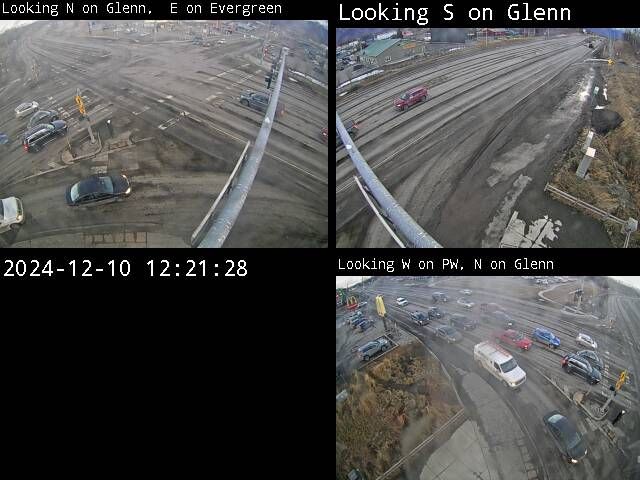 Looking N on Glenn, E on Evergreen
Looking S on Glenn
2024-12-10 12:21:28
Looking W on PW, N on Glenn